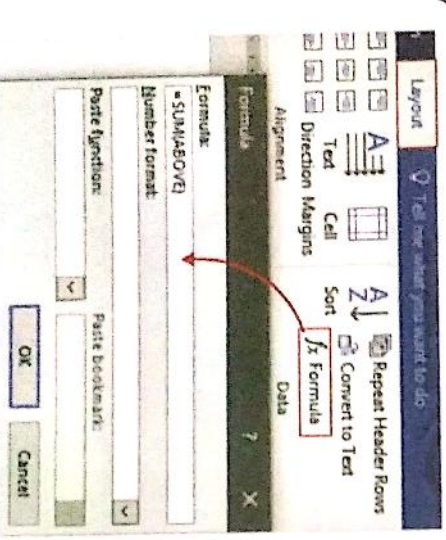 Layout
Tell me what you want to do
Text Direction
Cell Margins
Sort
Repeat Header Rows
Convert to Text
fx Formula
Alignment
Data
Formula
? X
Formula:
=SUM(ABOVE)
Number format:
Paste function:
Paste bookmark:
OK
Cancel